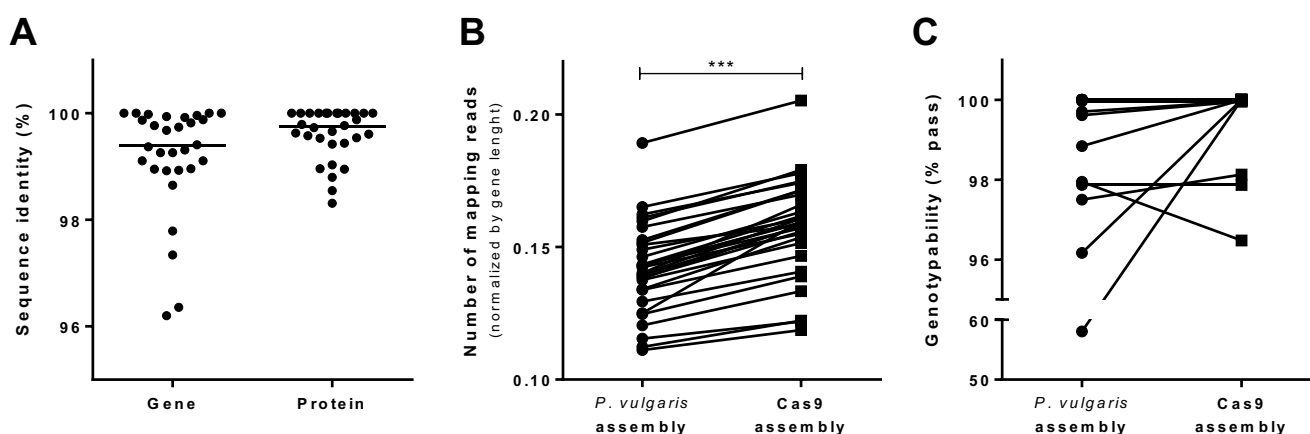 A
Sequence identity (%)
100
98
96
Gene
Protein
B
Number of mapping reads
(normalized by gene lenght)
***
0.20
0.15
0.10
P. vulgaris
assembly
Cas9
assembly
C
Genotypability (% pass)
100
98
96
60
50
P. vulgaris
assembly
Cas9
assembly